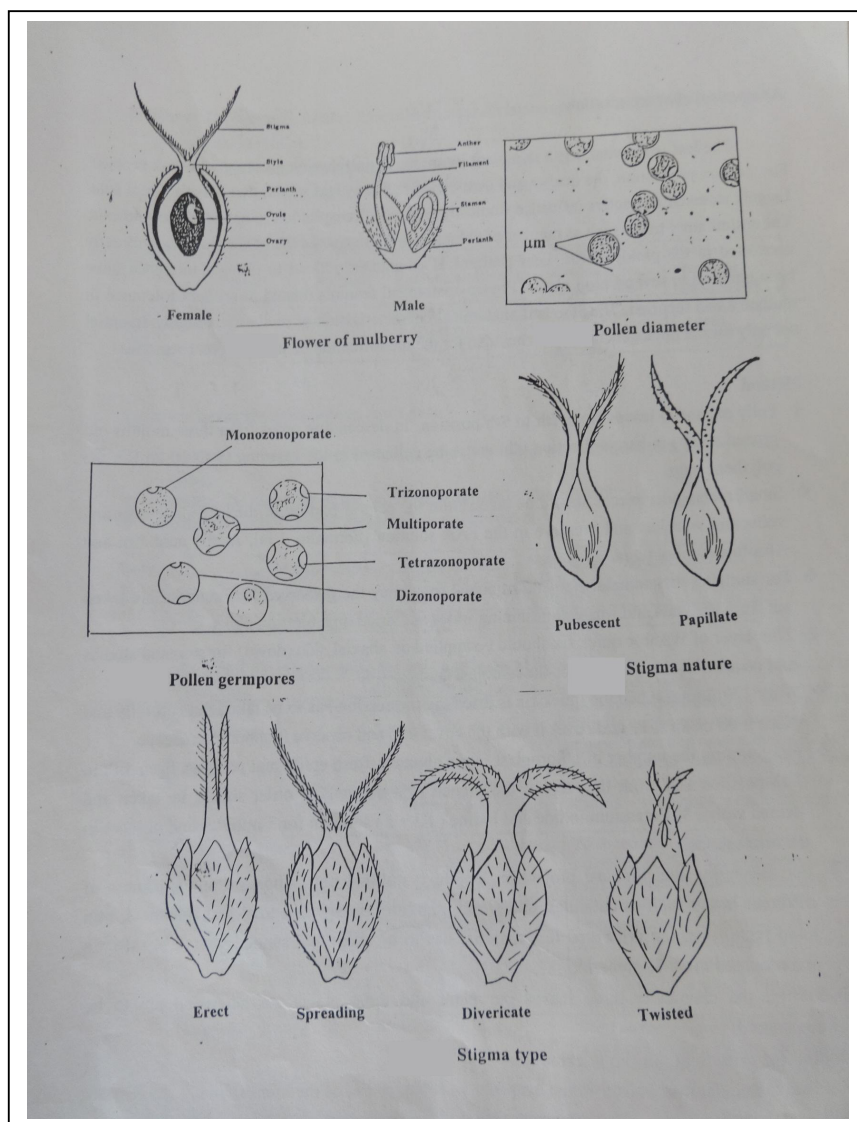 Stigma
Style
Perianth
Ovule
Ovary
Female
Anther
Filament
Stamen
Perianth
Male
Flower of mulberry
μm
Pollen diameter
Monozonoporate
Trizonoporate
Multiporate
Tetrazonoporate
Dizonoporate
Pollen germpores
Pubescent
Papillate
Stigma nature
Erect
Spreading
Divericate
Twisted
Stigma type